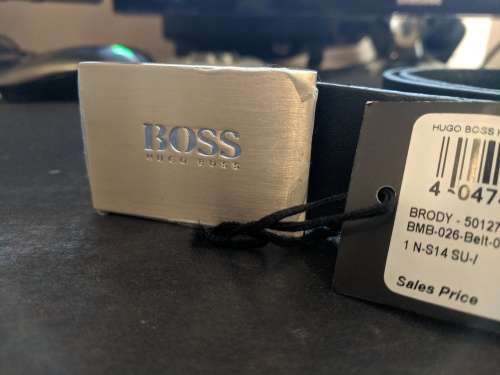 BOSS
HUGO BOSS
HUGO BOSS
4 0474
BRODY - 50127
BMB-026-Belt-0
1 N-S14 SU-/
Sales Price